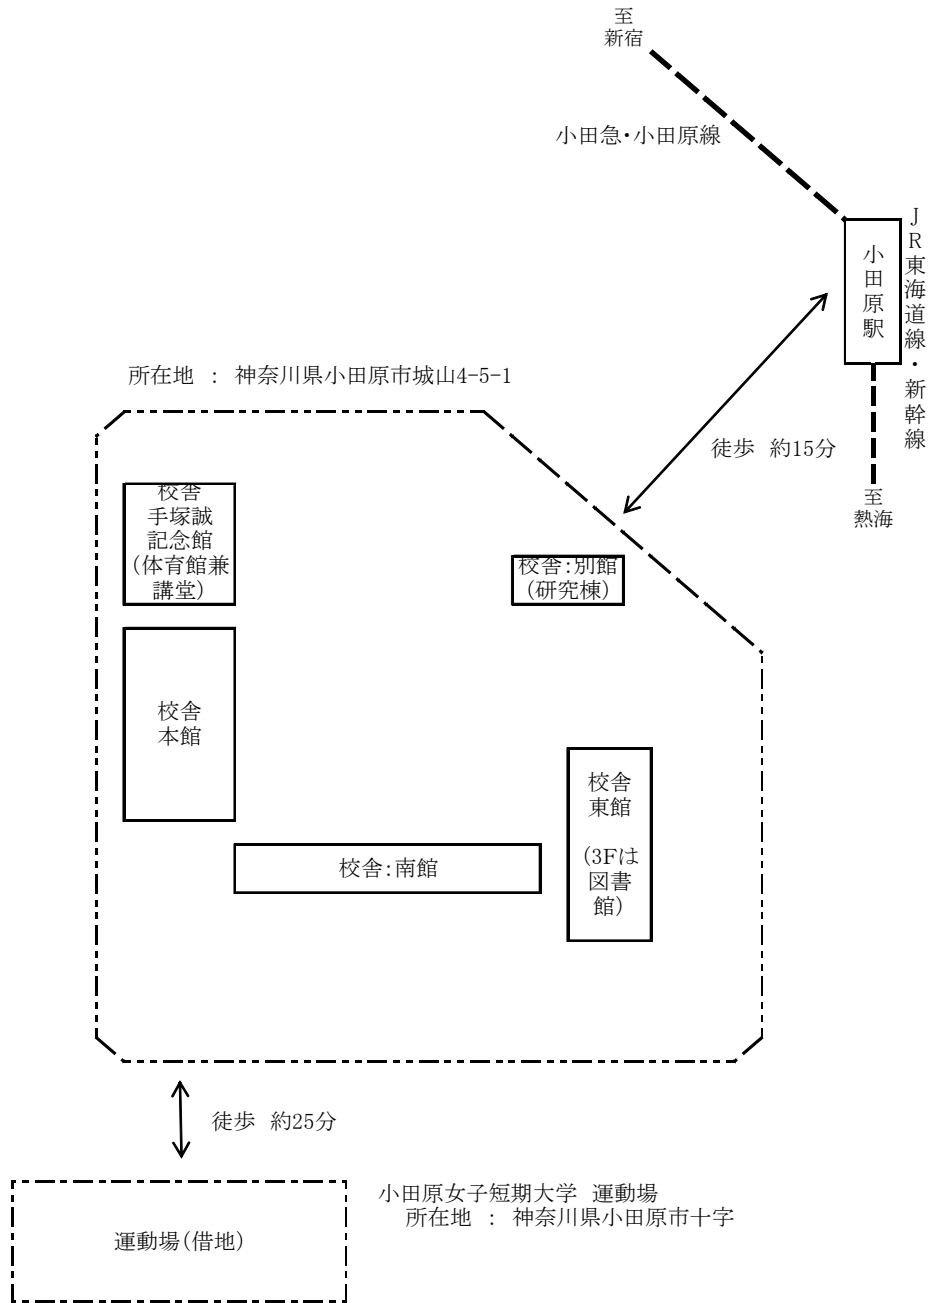 至
新宿
小田急・小田原線
小田原駅
JR東海道線・新幹線
所在地 : 神奈川県小田原市城山4-5-1
徒歩 約15分
至
熱海
校舎
手塚誠
記念館
(体育館兼
講堂)
校舎:別館
(研究棟)
校舎
本館
校舎
東館
(3Fは
図書
館)
校舎:南館
徒歩 約25分
小田原女子短期大学 運動場
所在地 : 神奈川県小田原市十字
運動場(借地)